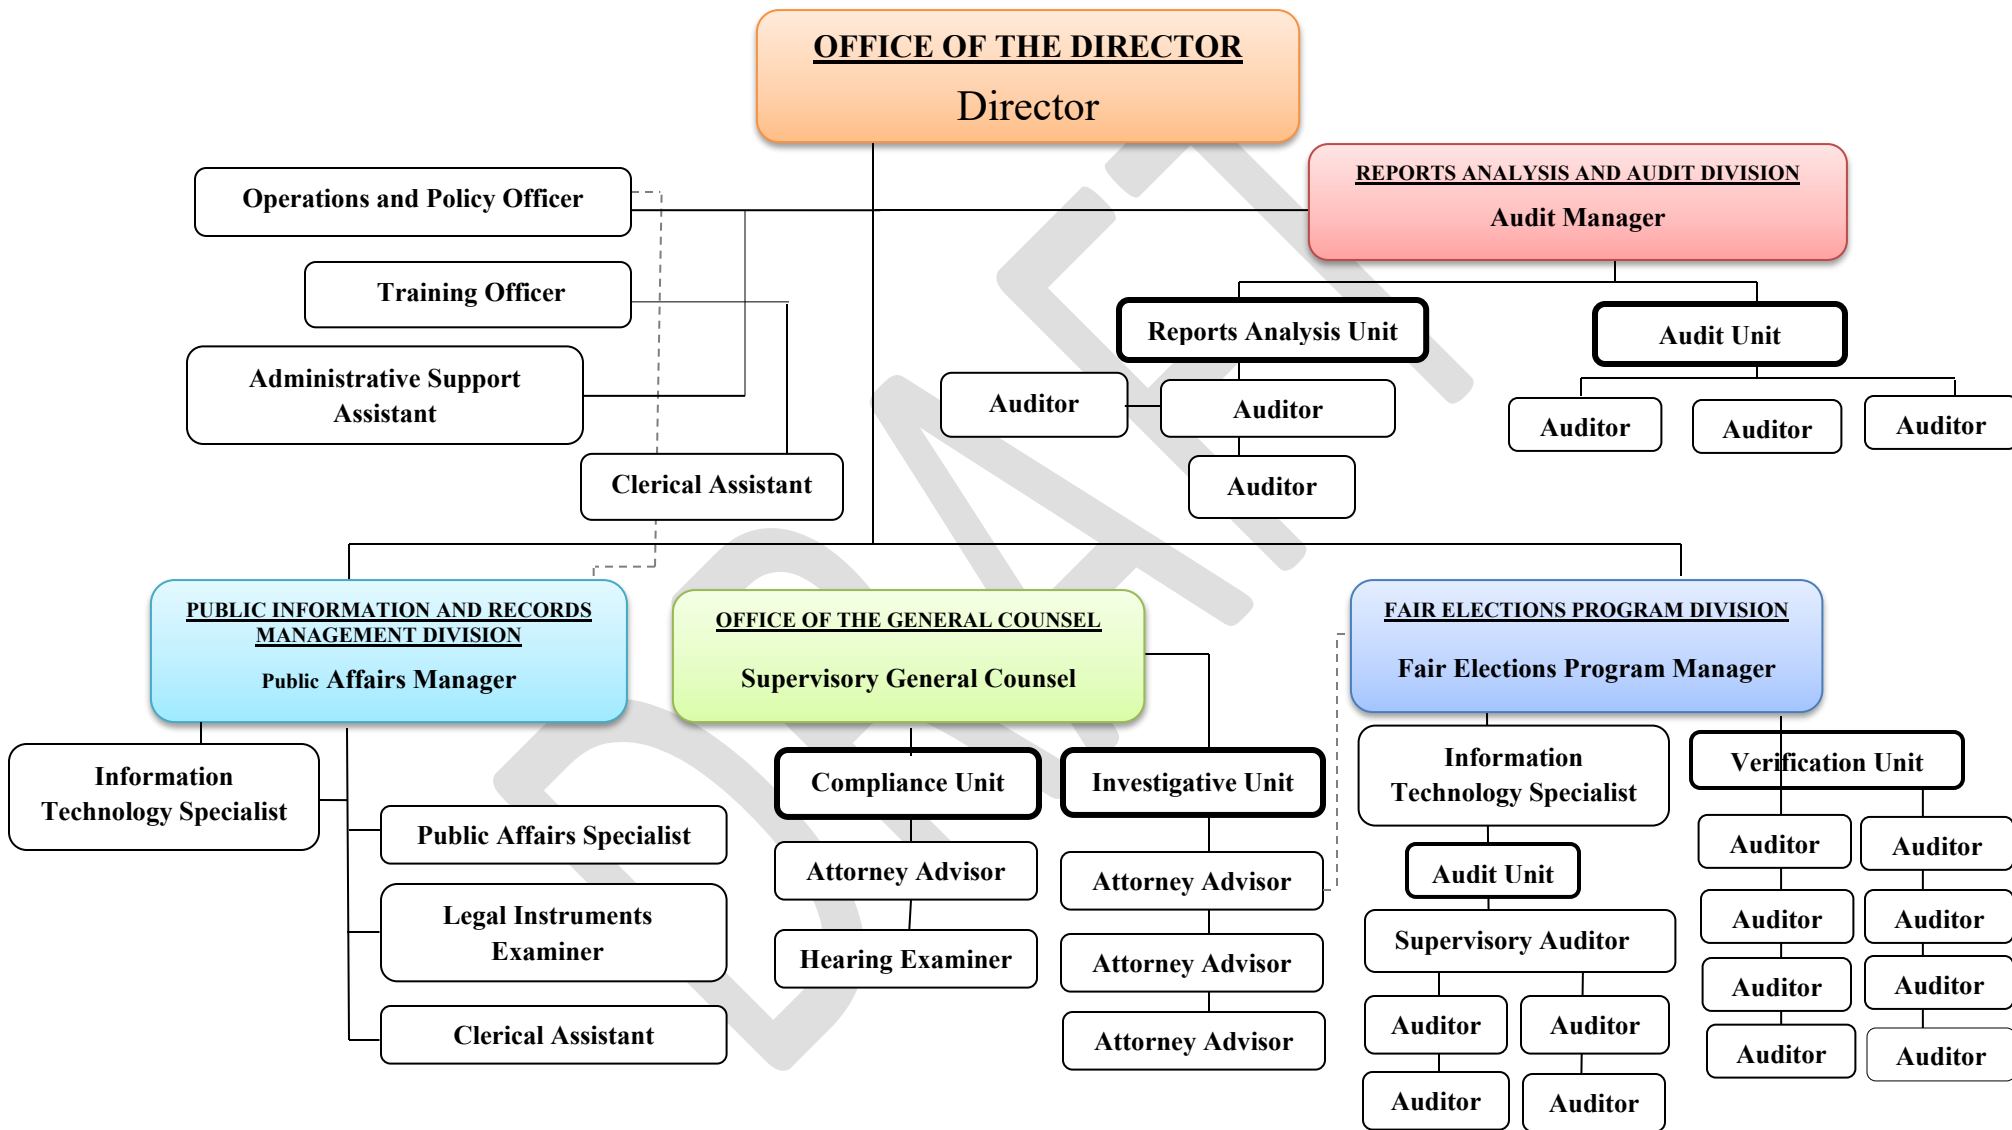 OFFICE OF THE DIRECTOR
Director
REPORTS ANALYSIS AND AUDIT DIVISION
Audit Manager
Operations and Policy Officer
Training Officer
Administrative Support
Assistant
Clerical Assistant
Reports Analysis Unit
Auditor
Auditor
Auditor
Audit Unit
Auditor
Auditor
Auditor
PUBLIC INFORMATION AND RECORDS
MANAGEMENT DIVISION
Public Affairs Manager
Information
Technology Specialist
Public Affairs Specialist
Legal Instruments
Examiner
Clerical Assistant
OFFICE OF THE GENERAL COUNSEL
Supervisory General Counsel
Compliance Unit
Attorney Advisor
Hearing Examiner
Investigative Unit
Attorney Advisor
Attorney Advisor
Attorney Advisor
FAIR ELECTIONS PROGRAM DIVISION
Fair Elections Program Manager
Information
Technology Specialist
Audit Unit
Supervisory Auditor
Auditor
Auditor
Auditor
Auditor
Verification Unit
Auditor
Auditor
Auditor
Auditor
Auditor
Auditor
Auditor
Auditor
DRAFT